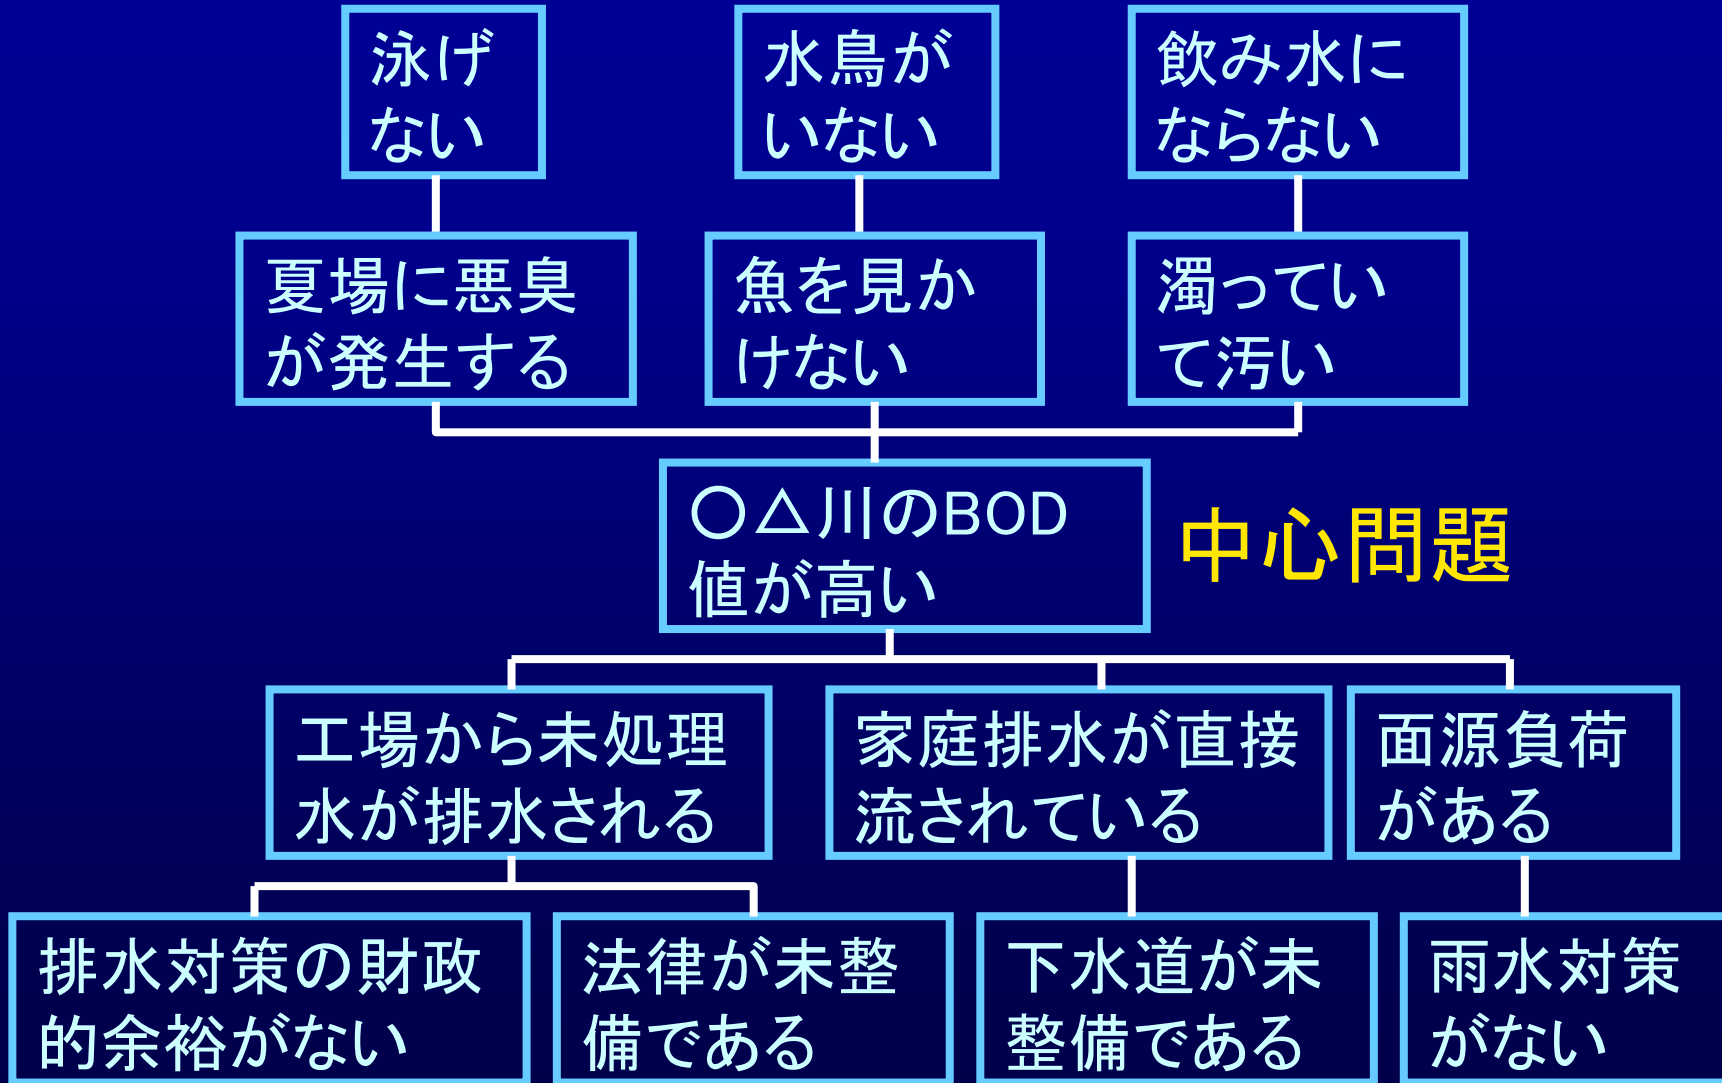 泳げ
ない
水鳥が
いない
飲み水に
ならない
夏場に悪臭
が発生する
魚を見か
けない
濁ってい
て汚い
〇△川のBOD
値が高い
中心問題
工場から未処理
水が排水される
家庭排水が直接
流されている
面源負荷
がある
排水対策の財政
的余裕がない
法律が未整
備である
下水道が未
整備である
雨水対策
がない